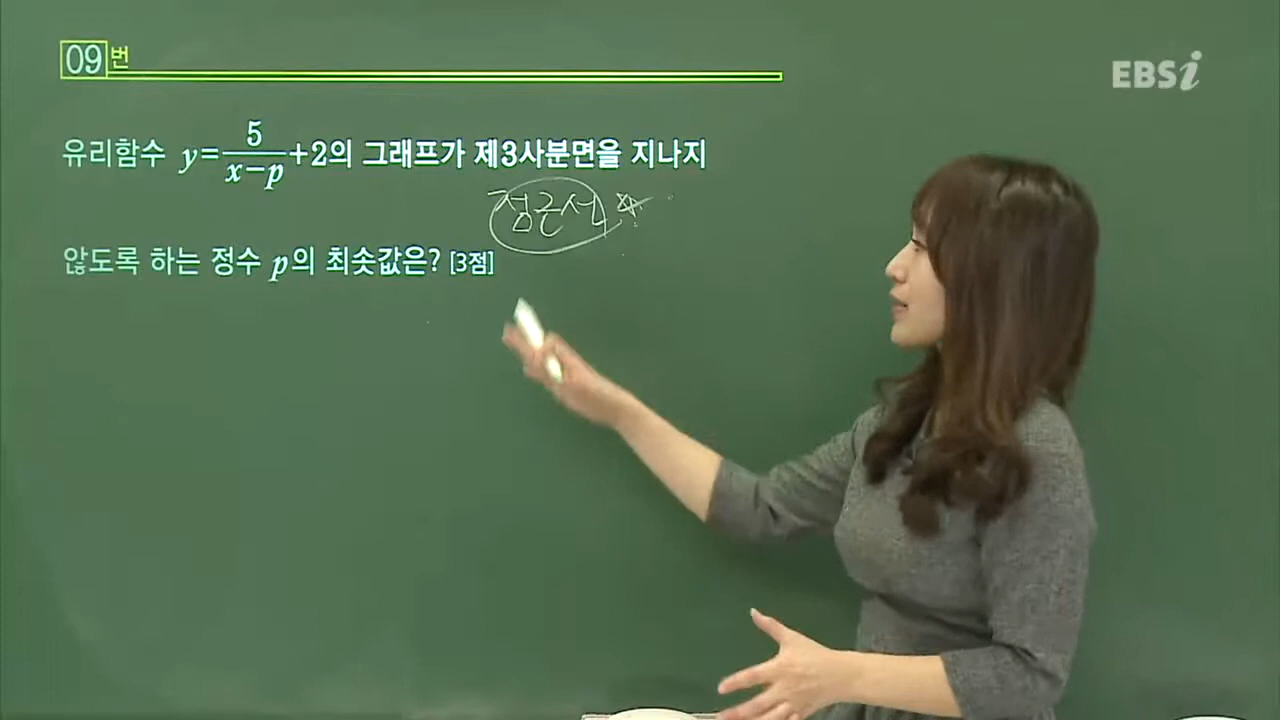 09번
EBSi
유리함수 y=5/(x-p)+2의 그래프가 제3사분면을 지나지
점근선
않도록 하는 정수 p의 최솟값은? [3점]